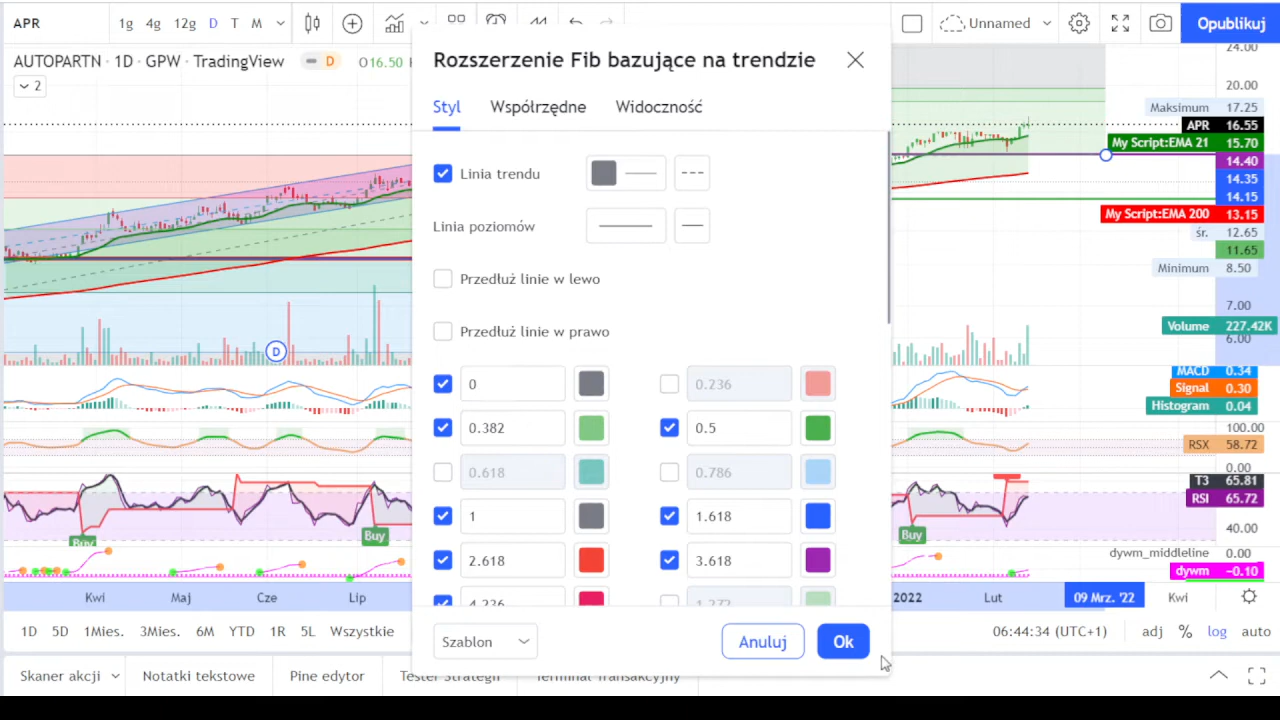 APR
1g 4g 12g D T M
Unnamed
Opublikuj
AUTOPARTN · 1D · GPW · TradingView
D
O16.50
2
Rozszerzenie Fib bazujące na trendzie
Styl
Współrzędne
Widoczność
Linia trendu
Linia poziomów
Przedłuż linie w lewo
Przedłuż linie w prawo
0
0.236
0.382
0.5
0.618
0.786
1
1.618
2.618
3.618
4.236
1.272
Szablon
Anuluj
Ok
24.00
20.00
Maksimum 17.25
APR 16.55
My Script:EMA 21 15.70
14.40
14.35
14.15
My Script:EMA 200 13.15
śr. 12.65
11.65
Minimum 8.50
7.00
Volume 227.42K
6.00
MACD 0.34
Signal 0.30
Histogram 0.04
100.00
RSX 58.72
0.00
T3 65.81
RSI 65.72
40.00
dywm_middleline 0.00
dywm −0.10
D
Buy
Buy
Buy
Kwi Maj Cze Lip
2022 Lut 09 Mrz. '22 Kwi
1D 5D 1Mies. 3Mies. 6M YTD 1R 5L Wszystkie
06:44:34 (UTC+1) adj % log auto
Skaner akcji Notatki tekstowe Pine edytor Tester Strategii Terminal Transakcyjny